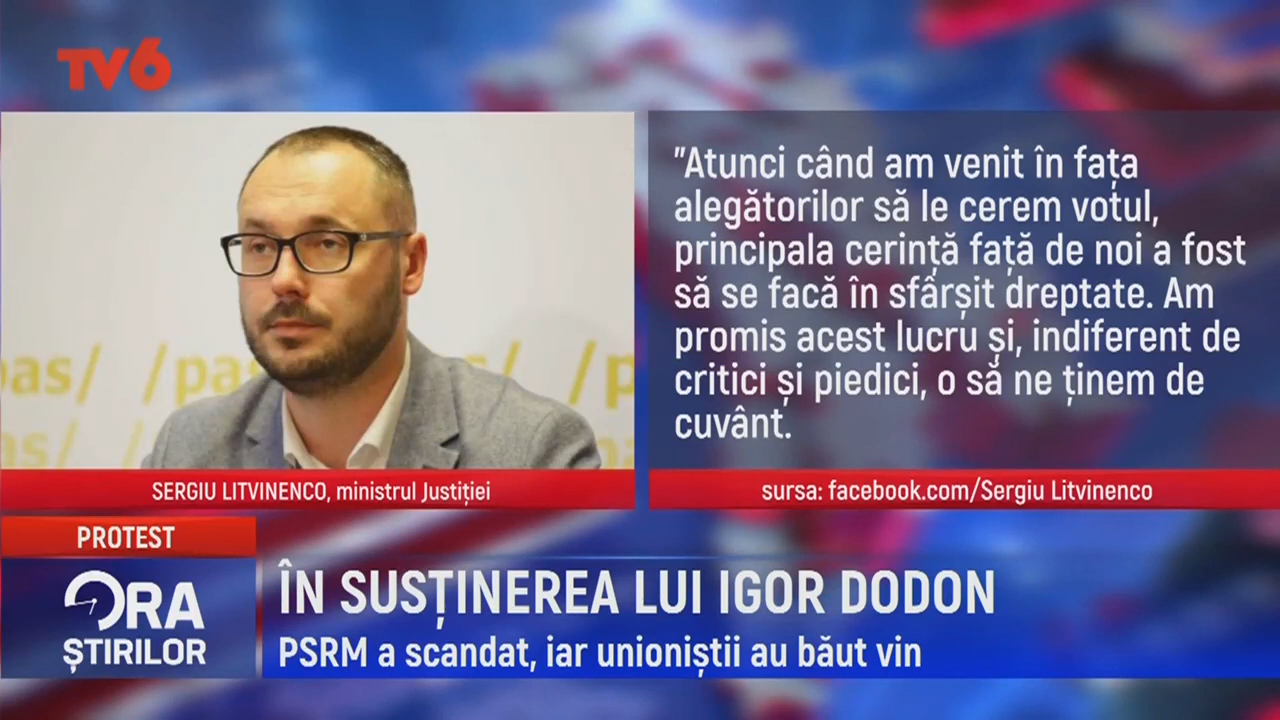 TV6
pas/ /pas /p
as/
"Atunci când am venit în fața
alegătorilor să le cerem votul,
principala cerință față de noi a fost
să se facă în sfârșit dreptate. Am
promis acest lucru și, indiferent de
critici și piedici, o să ne ținem de
cuvânt.
SERGIU LITVINENCO, ministrul Justiției
sursa: facebook.com/Sergiu Litvinenco
PROTEST
ORA
ȘTIRILOR
ÎN SUSȚINEREA LUI IGOR DODON
PSRM a scandat, iar unioniștii au băut vin